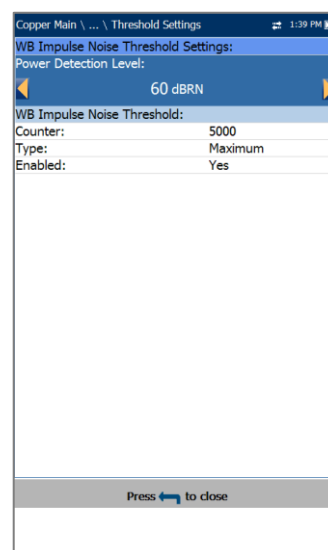 Copper Main \ ... \ Threshold Settings 1:39 PM
WB Impulse Noise Threshold Settings:
Power Detection Level:
60 dBRN
WB Impulse Noise Threshold:
Counter: 5000
Type: Maximum
Enabled: Yes
Press to close